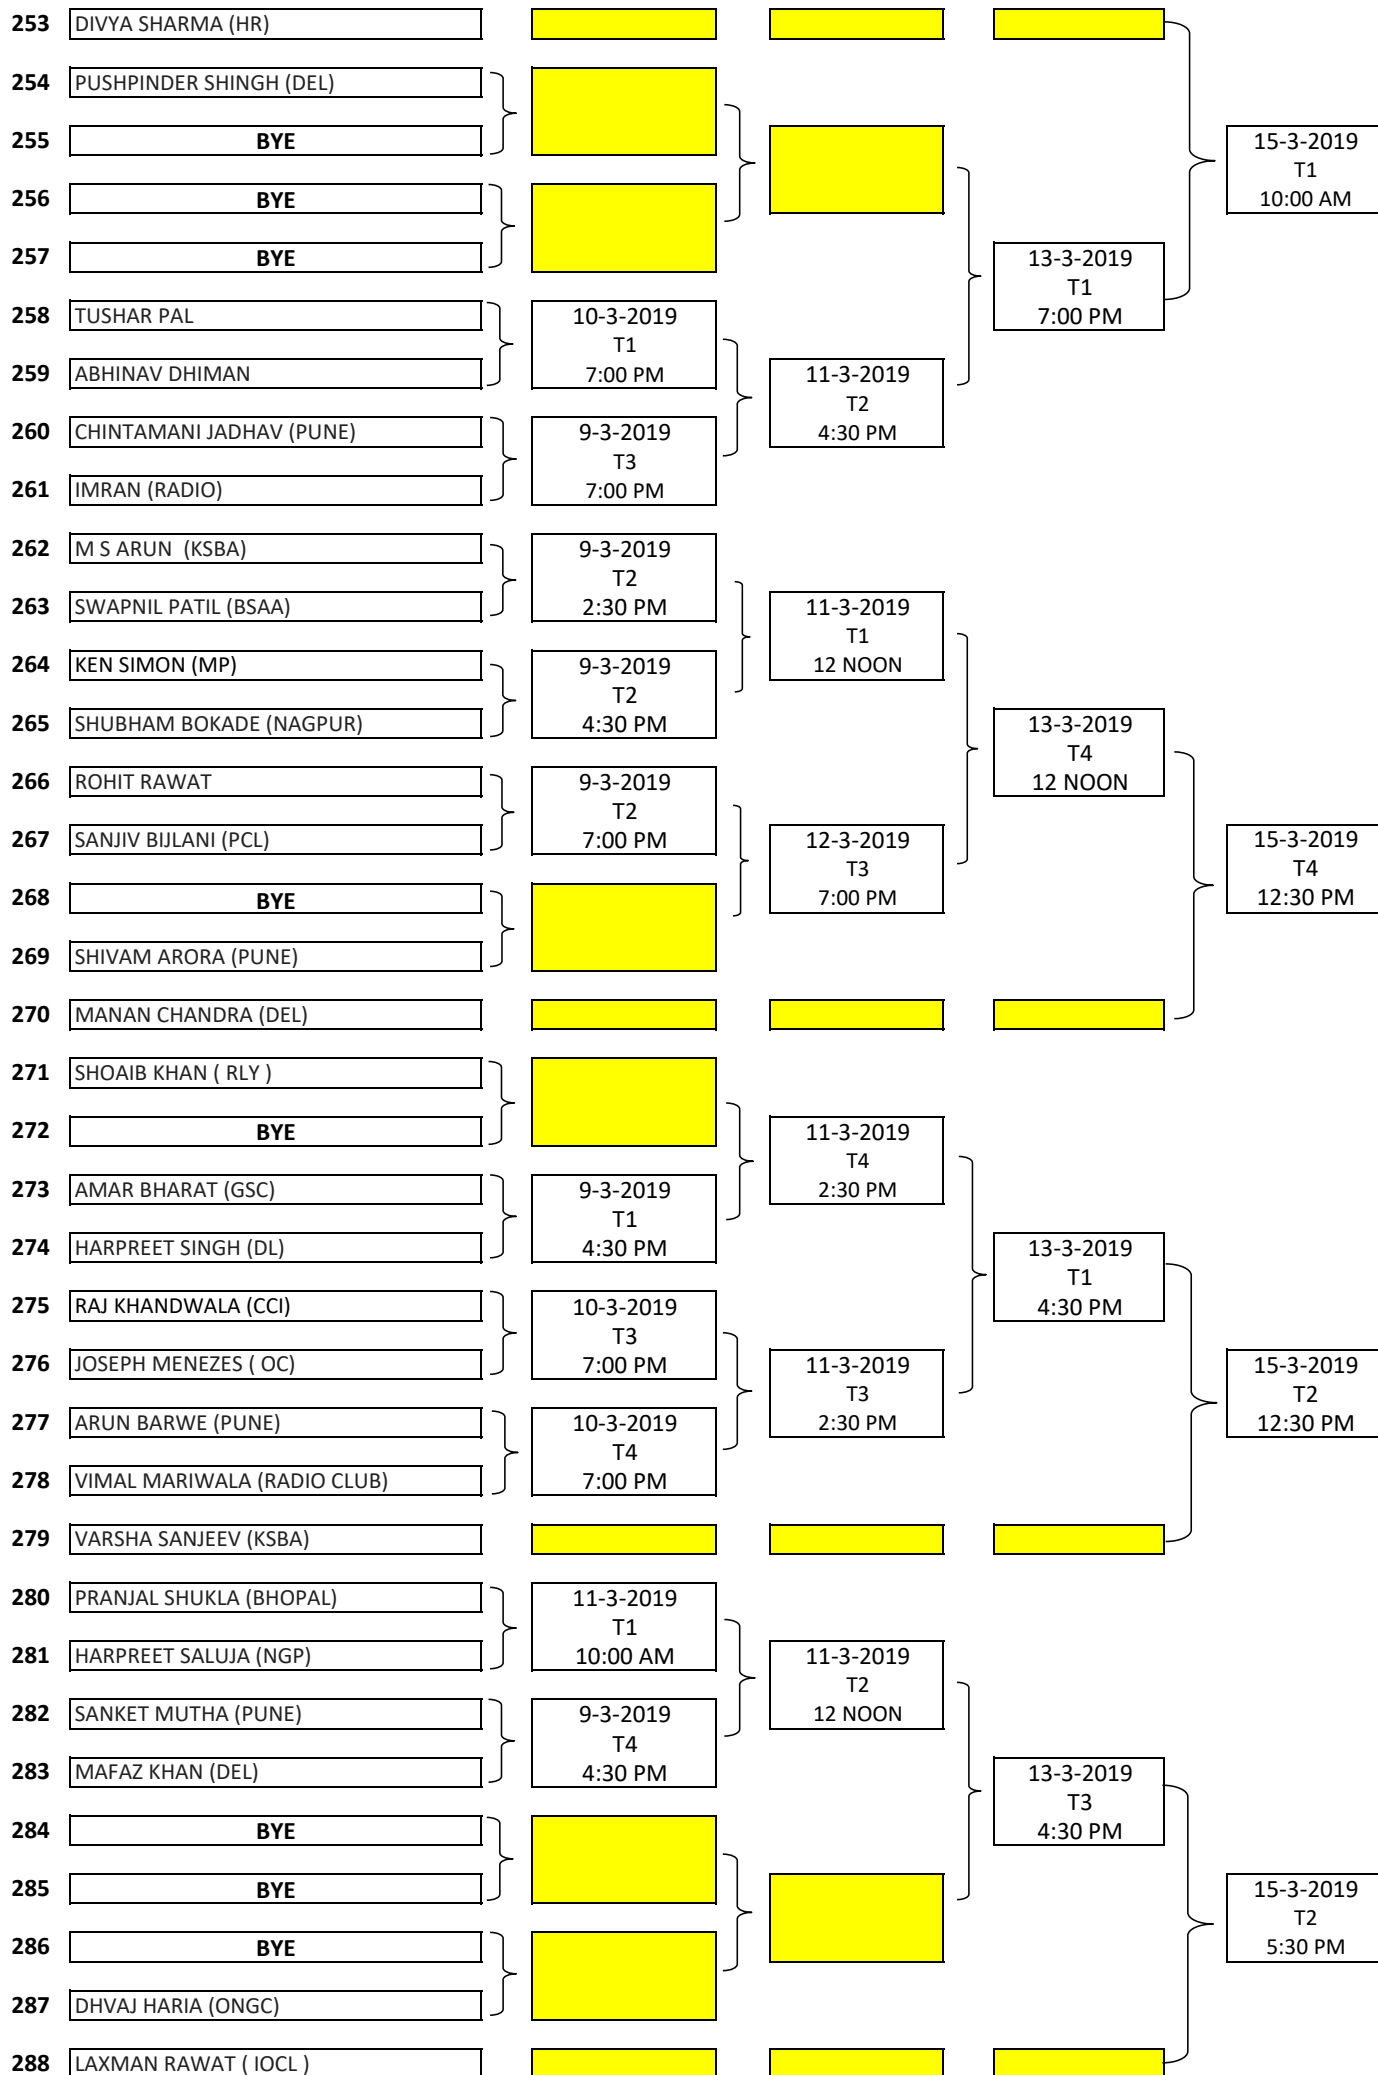 253 DIVYA SHARMA (HR)
254 PUSHPINDER SHINGH (DEL)
255 BYE 15-3-2019
T1
256 BYE 10:00 AM
257 BYE 13-3-2019
T1
258 TUSHAR PAL 10-3-2019 7:00 PM
T1
259 ABHINAV DHIMAN 7:00 PM 11-3-2019
T2
260 CHINTAMANI JADHAV (PUNE) 9-3-2019 4:30 PM
T3
261 IMRAN (RADIO) 7:00 PM
262 M S ARUN  (KSBA) 9-3-2019
T2
263 SWAPNIL PATIL (BSAA) 2:30 PM 11-3-2019
T1
264 KEN SIMON (MP) 9-3-2019 12 NOON
T2
265 SHUBHAM BOKADE (NAGPUR) 4:30 PM 13-3-2019
T4
266 ROHIT RAWAT 9-3-2019 12 NOON
T2
267 SANJIV BIJLANI (PCL) 7:00 PM 12-3-2019 15-3-2019
T3 T4
268 BYE 7:00 PM 12:30 PM
269 SHIVAM ARORA (PUNE)
270 MANAN CHANDRA (DEL)
271 SHOAIB KHAN ( RLY )
272 BYE 11-3-2019
T4
273 AMAR BHARAT (GSC) 9-3-2019 2:30 PM
T1
274 HARPREET SINGH (DL) 4:30 PM 13-3-2019
T1
275 RAJ KHANDWALA (CCI) 10-3-2019 4:30 PM
T3
276 JOSEPH MENEZES ( OC) 7:00 PM 11-3-2019 15-3-2019
T3 T2
277 ARUN BARWE (PUNE) 10-3-2019 2:30 PM 12:30 PM
T4
278 VIMAL MARIWALA (RADIO CLUB) 7:00 PM
279 VARSHA SANJEEV (KSBA)
280 PRANJAL SHUKLA (BHOPAL) 11-3-2019
T1
281 HARPREET SALUJA (NGP) 10:00 AM 11-3-2019
T2
282 SANKET MUTHA (PUNE) 9-3-2019 12 NOON
T4
283 MAFAZ KHAN (DEL) 4:30 PM 13-3-2019
T3
284 BYE 4:30 PM
285 BYE 15-3-2019
T2
286 BYE 5:30 PM
287 DHVAJ HARIA (ONGC)
288 LAXMAN RAWAT ( IOCL )